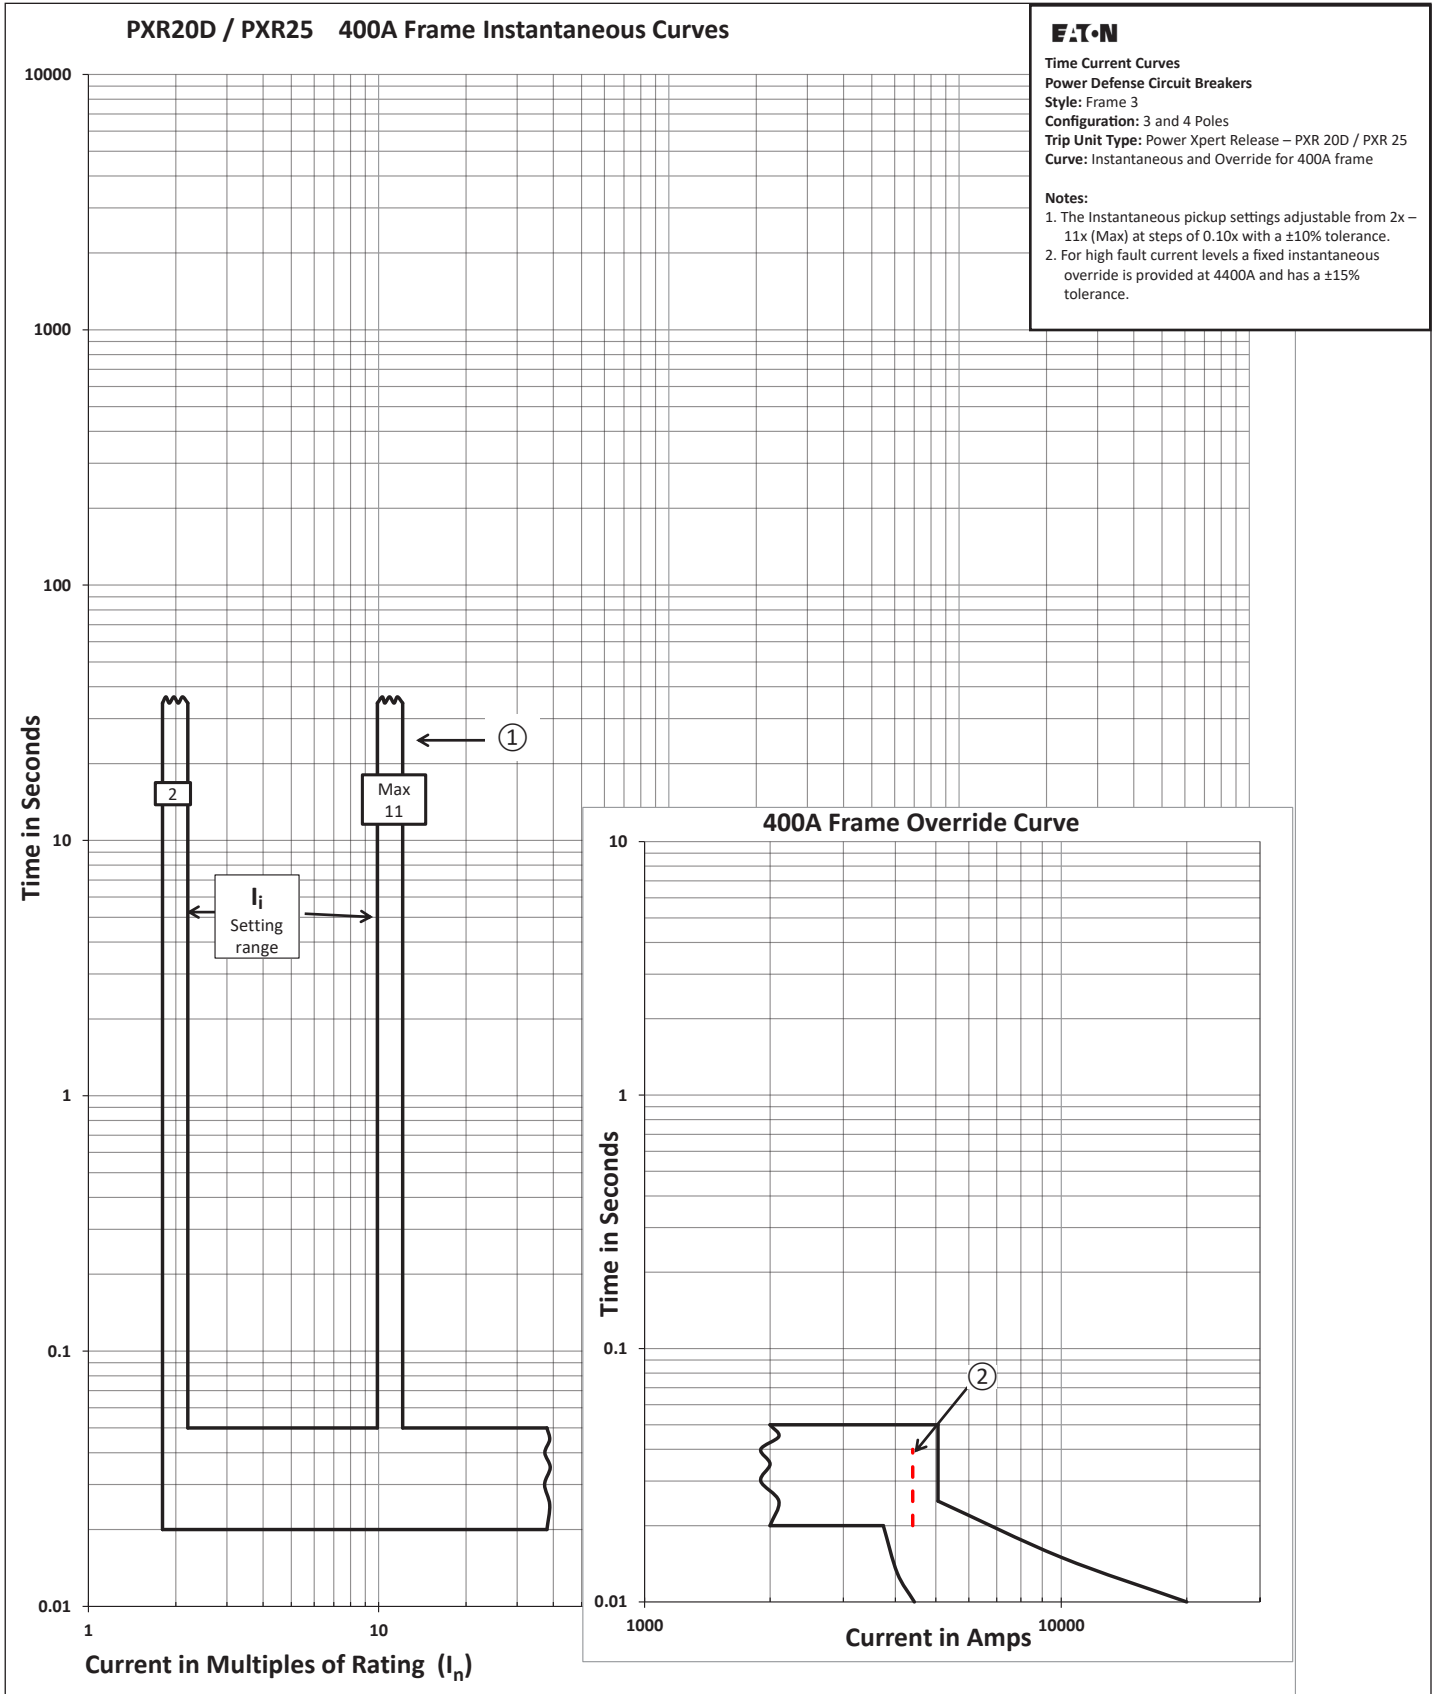 PXR20D / PXR25 400A Frame Instantaneous Curves
EATON
Time Current Curves
Power Defense Circuit Breakers
Style: Frame 3
Configuration: 3 and 4 Poles
Trip Unit Type: Power Xpert Release – PXR 20D / PXR 25
Curve: Instantaneous and Override for 400A frame
Notes:
1. The Instantaneous pickup settings adjustable from 2x –
11x (Max) at steps of 0.10x with a ±10% tolerance.
2. For high fault current levels a fixed instantaneous
override is provided at 4400A and has a ±15%
tolerance.
10000
1000
100
10
1
0.1
0.01
Time in Seconds
1
2
Max
11
Ii
Setting
range
1
10
Current in Multiples of Rating (In)
400A Frame Override Curve
10
1
0.1
0.01
Time in Seconds
2
1000
10000
Current in Amps